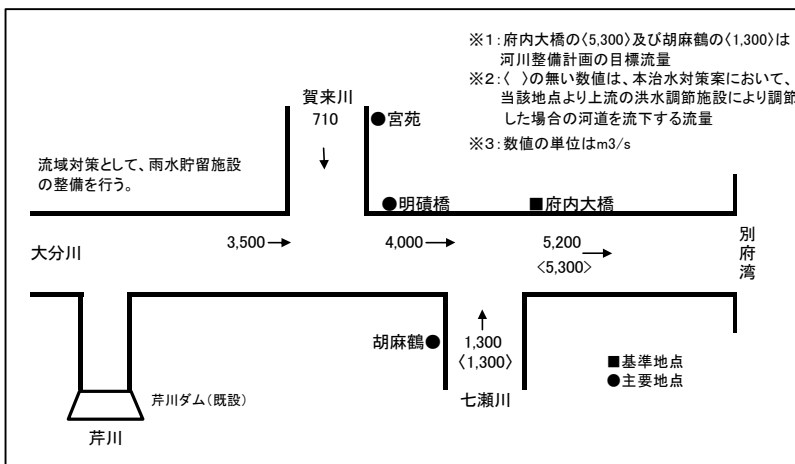 ※1:府内大橋の〈5,300〉及び胡麻鶴の〈1,300〉は
河川整備計画の目標流量
※2:〈 〉の無い数値は、本治水対策案において、
当該地点より上流の洪水調節施設により調節
した場合の河道を流下する流量
※3:数値の単位はm3/s
賀来川
710
●宮苑
↓
流域対策として、雨水貯留施設
の整備を行う。
●明磧橋
■府内大橋
大分川
3,500→
4,000→
5,200
→
〈5,300〉
別府湾
胡麻鶴●
↑
1,300
〈1,300〉
七瀬川
■基準地点
●主要地点
芹川ダム(既設)
芹川